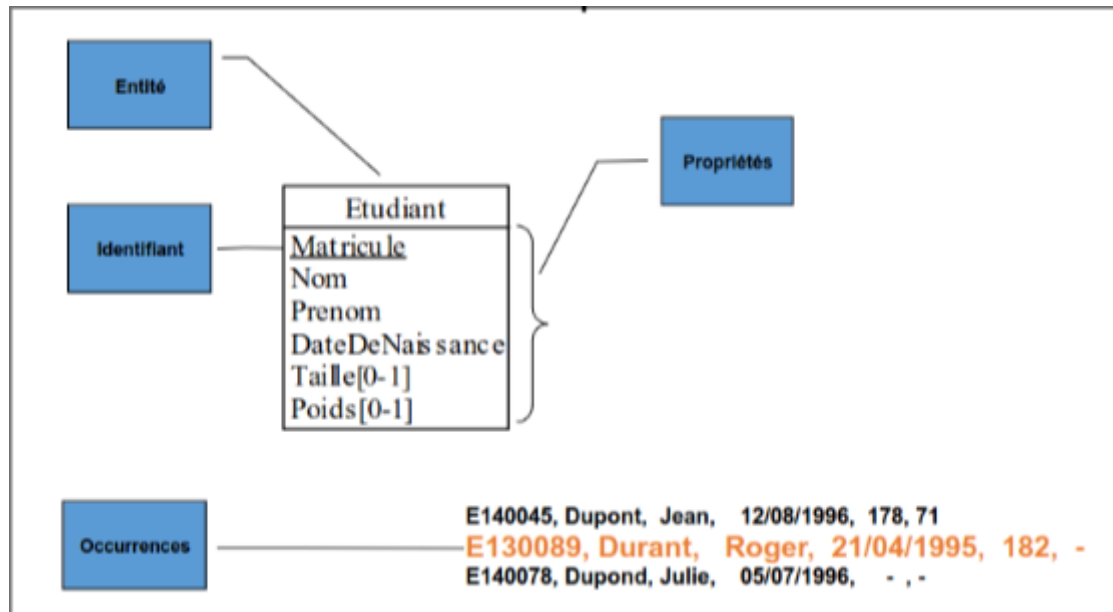 Entité
Propriétés
Identifiant
Etudiant
Matricule
Nom
Prenom
DateDeNaissance
Taille[0-1]
Poids[0-1]
Occurrences
E140045, Dupont, Jean, 12/08/1996, 178, 71
E130089, Durant, Roger, 21/04/1995, 182, -
E140078, Dupond, Julie, 05/07/1996, - , -